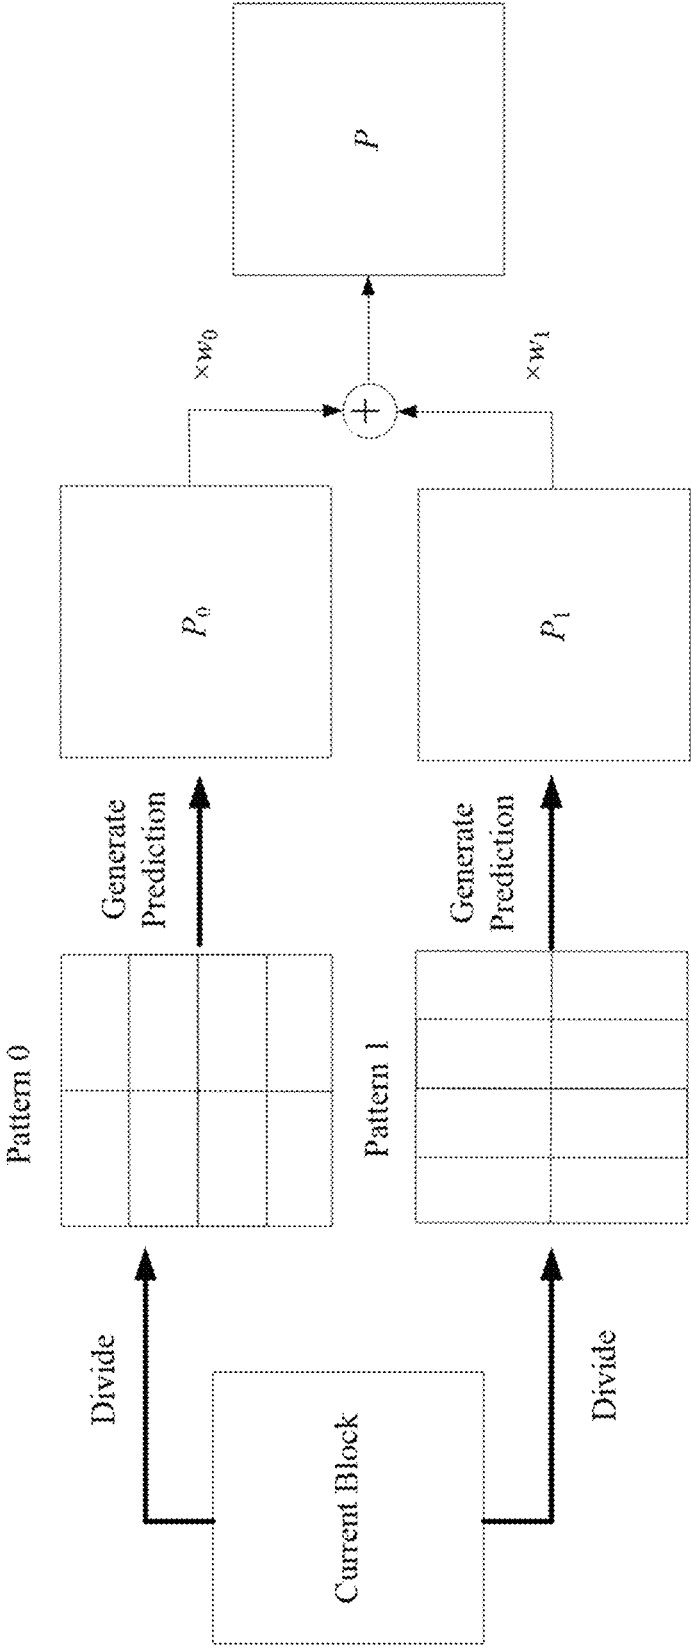 Current Block
Divide
Divide
Pattern 0
Pattern 1
Generate
Prediction
Generate
Prediction
P₀
P₁
×w₀
×w₁
+
P